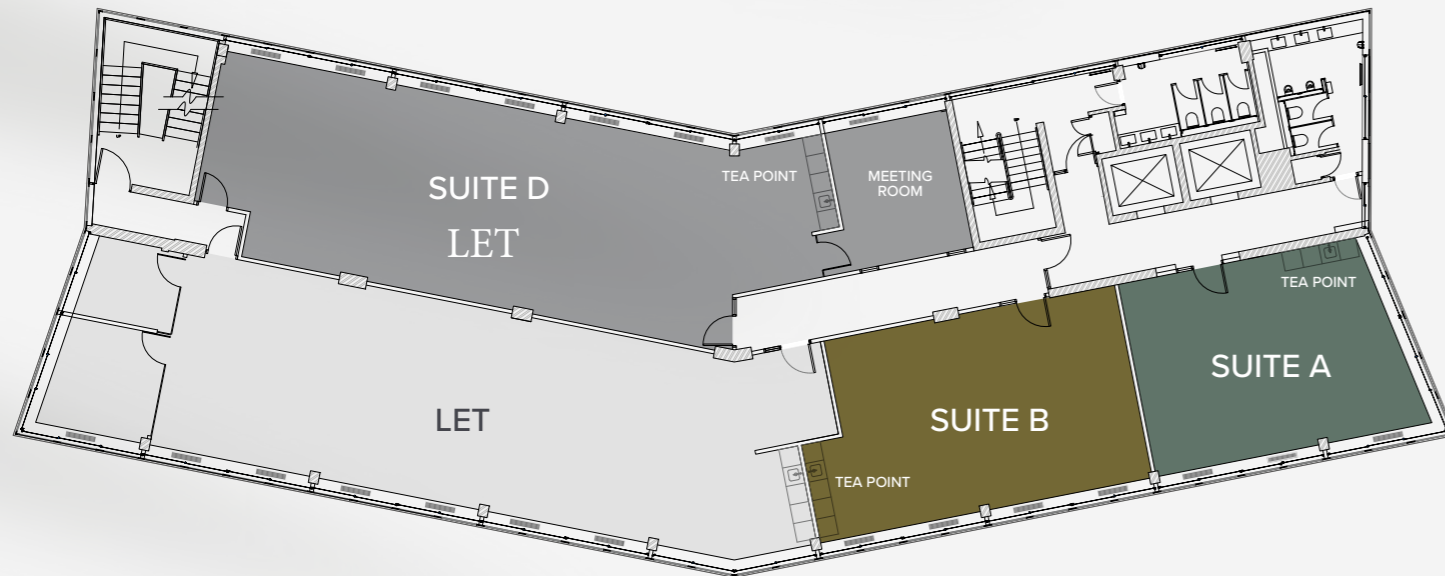 SUITE D
LET
TEA POINT
MEETING
ROOM
TEA POINT
SUITE A
SUITE B
LET
TEA POINT